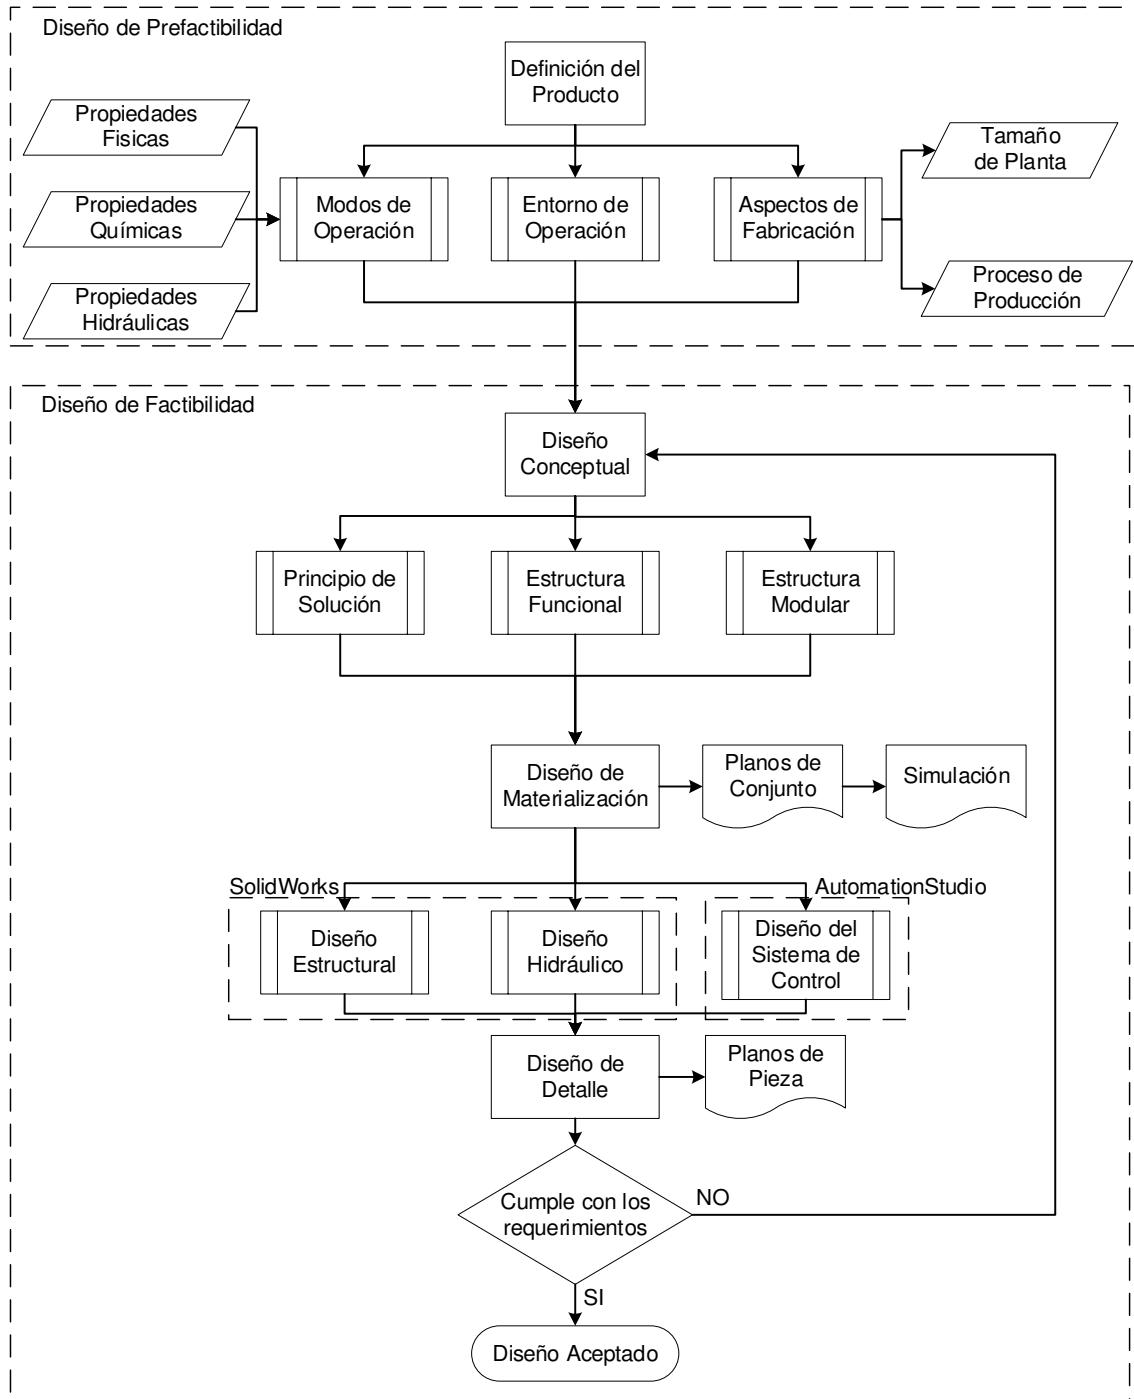 Diseño de Prefactibilidad
Definición del
Producto
Propiedades
Fisicas
Propiedades
Químicas
Propiedades
Hidráulicas
Modos de
Operación
Entorno de
Operación
Aspectos de
Fabricación
Tamaño
de Planta
Proceso de
Producción
Diseño de Factibilidad
Diseño
Conceptual
Principio de
Solución
Estructura
Funcional
Estructura
Modular
Diseño de
Materialización
Planos de
Conjunto
Simulación
SolidWorks
AutomationStudio
Diseño
Estructural
Diseño
Hidráulico
Diseño del
Sistema de
Control
Diseño de
Detalle
Planos de
Pieza
Cumple con los
requerimientos
NO
SI
Diseño Aceptado